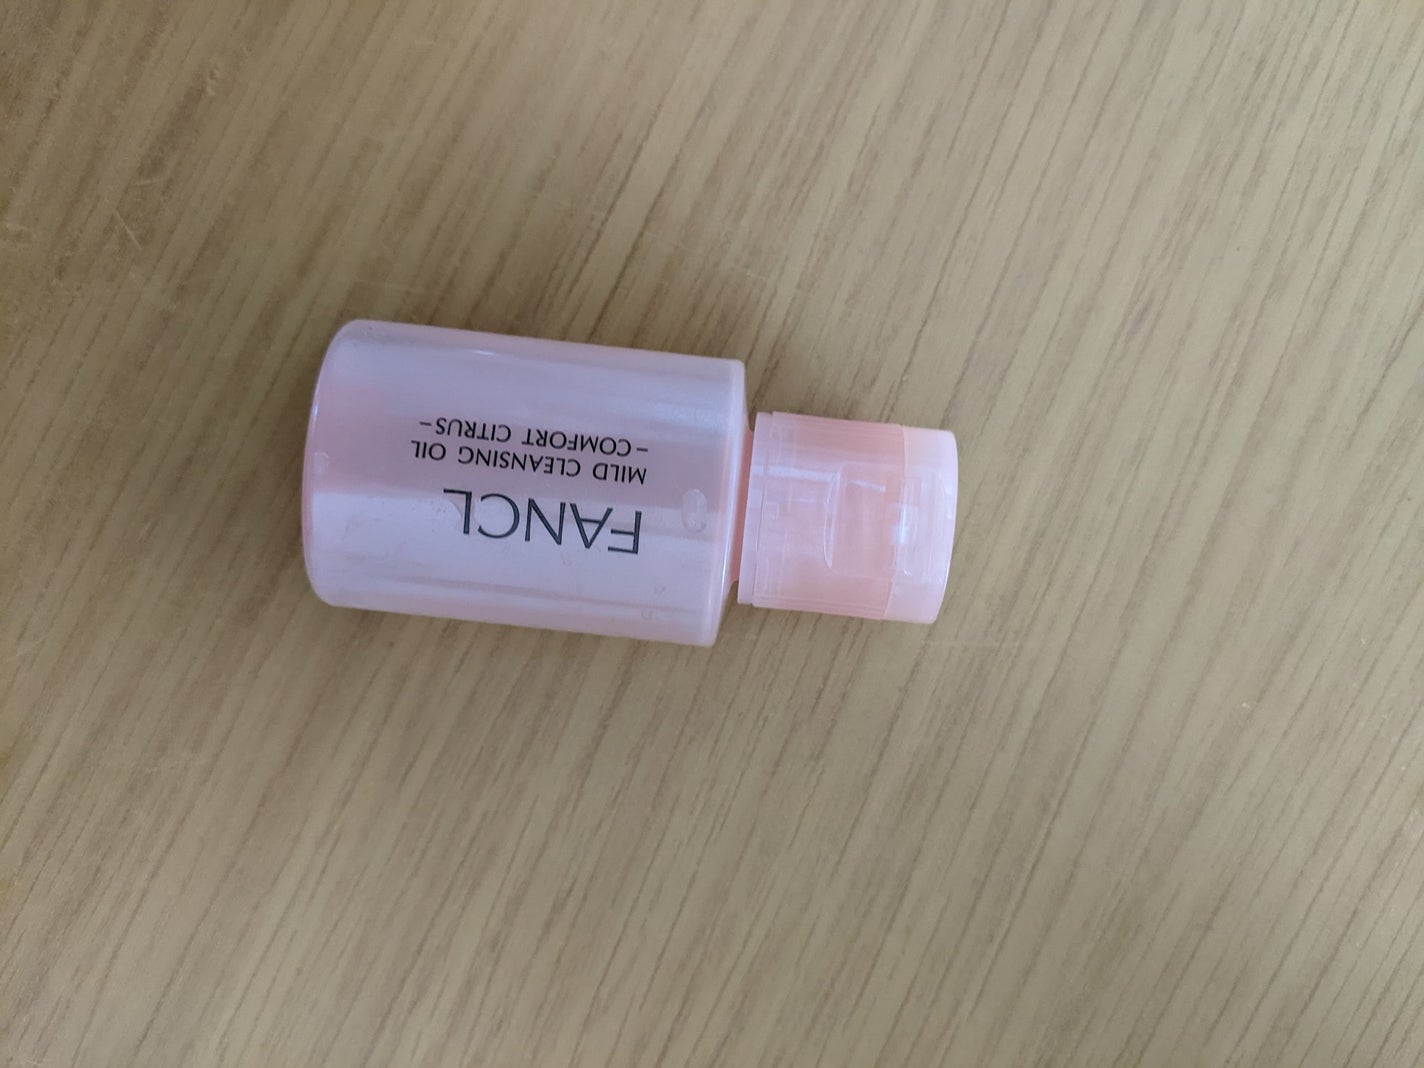 FANCL
MILD CLEANSING OIL
–COMFORT CITRUS–